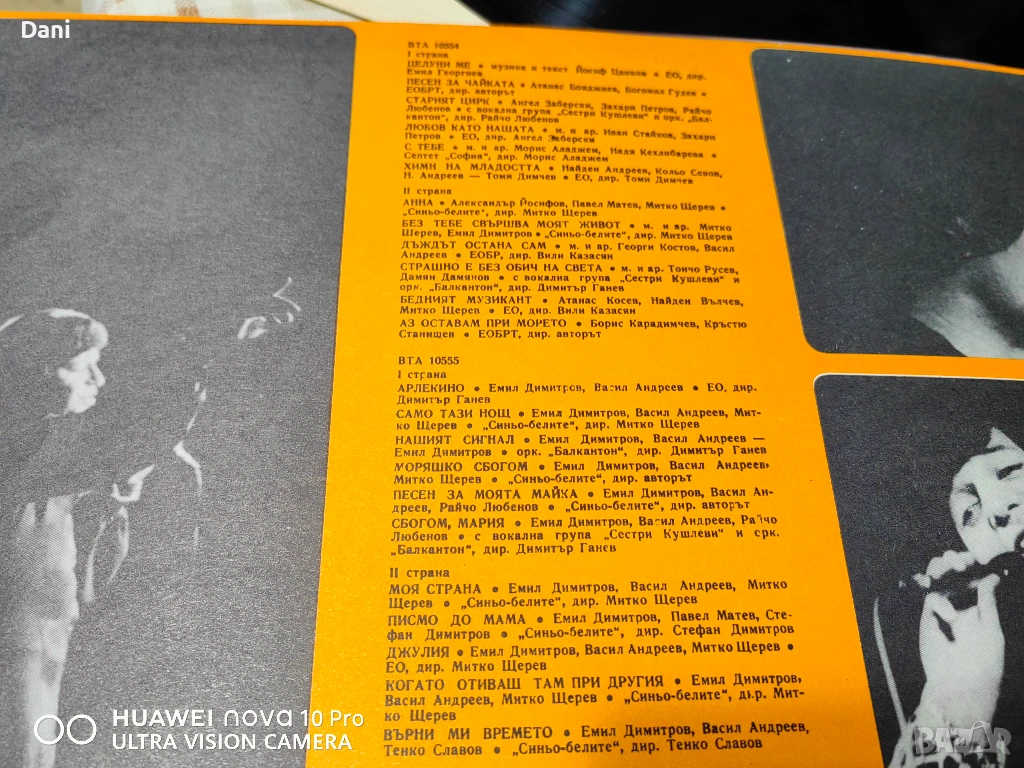 Dani
ВТА 10554
I страна
ЦЕЛУНИ МЕ • музика и текст Йосиф Цанков • ЕО, дир.
Емил Георгиев
ПЕСЕН ЗА ЧАЙКАТА • Атанас Бояджиев, Богомил Гудев •
ЕОБРТ, дир. авторът
СТАРИЯТ ЦИРК • Ангел Заберски, Захари Петров, Райчо
Любенов • с вокална група „Сестри Кушлеви" и орк. „Бал-
кантон", дир. Райчо Любенов
ЛЮБОВ КАТО НАШАТА • м. и ар. Иван Стайков, Захари
Петров • ЕО, дир. Ангел Заберски
С ТЕБЕ • м. и ар. Морис Аладжем, Надя Кехлибарева •
Септет „София", дир. Морис Аладжем
ХИМН НА МЛАДОСТТА • Найден Андреев, Кольо Севов,
Н. Андреев — Томи Димчев • ЕО, дир. Томи Димчев
II страна
АННА • Александър Йосифов, Павел Матев, Митко Щерев •
„Синьо-белите", дир. Митко Щерев
БЕЗ ТЕБЕ СВЪРШВА МОЯТ ЖИВОТ • м. и ар. Митко
Щерев, Емил Димитров • „Синьо-белите", дир. Митко Щерев
ДЪЖДЪТ ОСТАНА САМ • м. и ар. Георги Костов, Васил
Андреев • ЕОБР, дир. Вили Казасян
СТРАШНО Е БЕЗ ОБИЧ НА СВЕТА • м. и ар. Тончо Русев,
Дамян Дамянов • с вокална група „Сестри Кушлеви" и
орк. „Балкантон", дир. Димитър Ганев
БЕДНИЯТ МУЗИКАНТ • Атанас Косев, Найден Вълчев,
Митко Щерев • ЕО, дир. Вили Казасян
АЗ ОСТАВАМ ПРИ МОРЕТО • Борис Карадимчев, Кръстю
Станишев • ЕОБРТ, дир. авторът
ВТА 10555
I страна
АРЛЕКИНО • Емил Димитров, Васил Андреев • ЕО, дир.
Димитър Ганев
САМО ТАЗИ НОЩ • Емил Димитров, Васил Андреев, Мит-
ко Щерев • „Синьо-белите", дир. Митко Щерев
НАШИЯТ СИГНАЛ • Емил Димитров, Васил Андреев —
Емил Димитров • орк. „Балкантон", дир. Димитър Ганев
МОРЯШКО СБОГОМ • Емил Димитров, Васил Андреев,
Митко Щерев • „Синьо-белите", дир. авторът
ПЕСЕН ЗА МОЯТА МАЙКА • Емил Димитров, Васил Ан-
дреев, Райчо Любенов • „Синьо-белите", дир. авторът
СБОГОМ, МАРИЯ • Емил Димитров, Васил Андреев, Райчо
Любенов • с вокална група „Сестри Кушлеви" и орк.
„Балкантон", дир. Димитър Ганев
II страна
МОЯ СТРАНА • Емил Димитров, Васил Андреев, Митко
Щерев • „Синьо-белите", дир. Митко Щерев
ПИСМО ДО МАМА • Емил Димитров, Павел Матев, Сте-
фан Димитров • „Синьо-белите", дир. Стефан Димитров
ДЖУЛИЯ • Емил Димитров, Васил Андреев, Митко Щерев •
ЕО, дир. Митко Щерев
КОГАТО ОТИВАШ ТАМ ПРИ ДРУГИЯ • Емил Димитров,
Васил Андреев, Митко Щерев • „Синьо-белите", дир. Мит-
ко Щерев
ВЪРНИ МИ ВРЕМЕТО • Емил Димитров, Васил Андреев,
Тенко Славов • „Синьо-белите", дир. Тенко Славов
HUAWEI nova 10 Pro
ULTRA VISION CAMERA
BAZAR